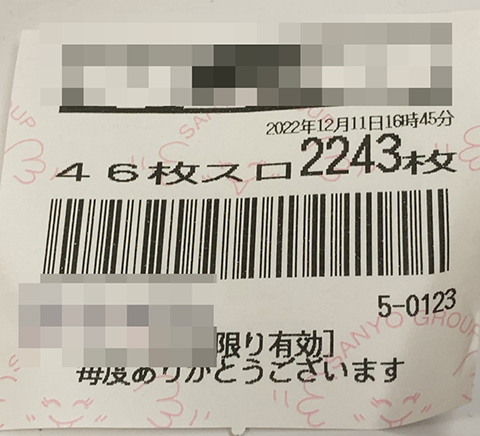 2022年12月11日16時45分
46枚スロ2243枚
5-0123
限り有効]
毎度ありがとうございます
SANYO GROUP